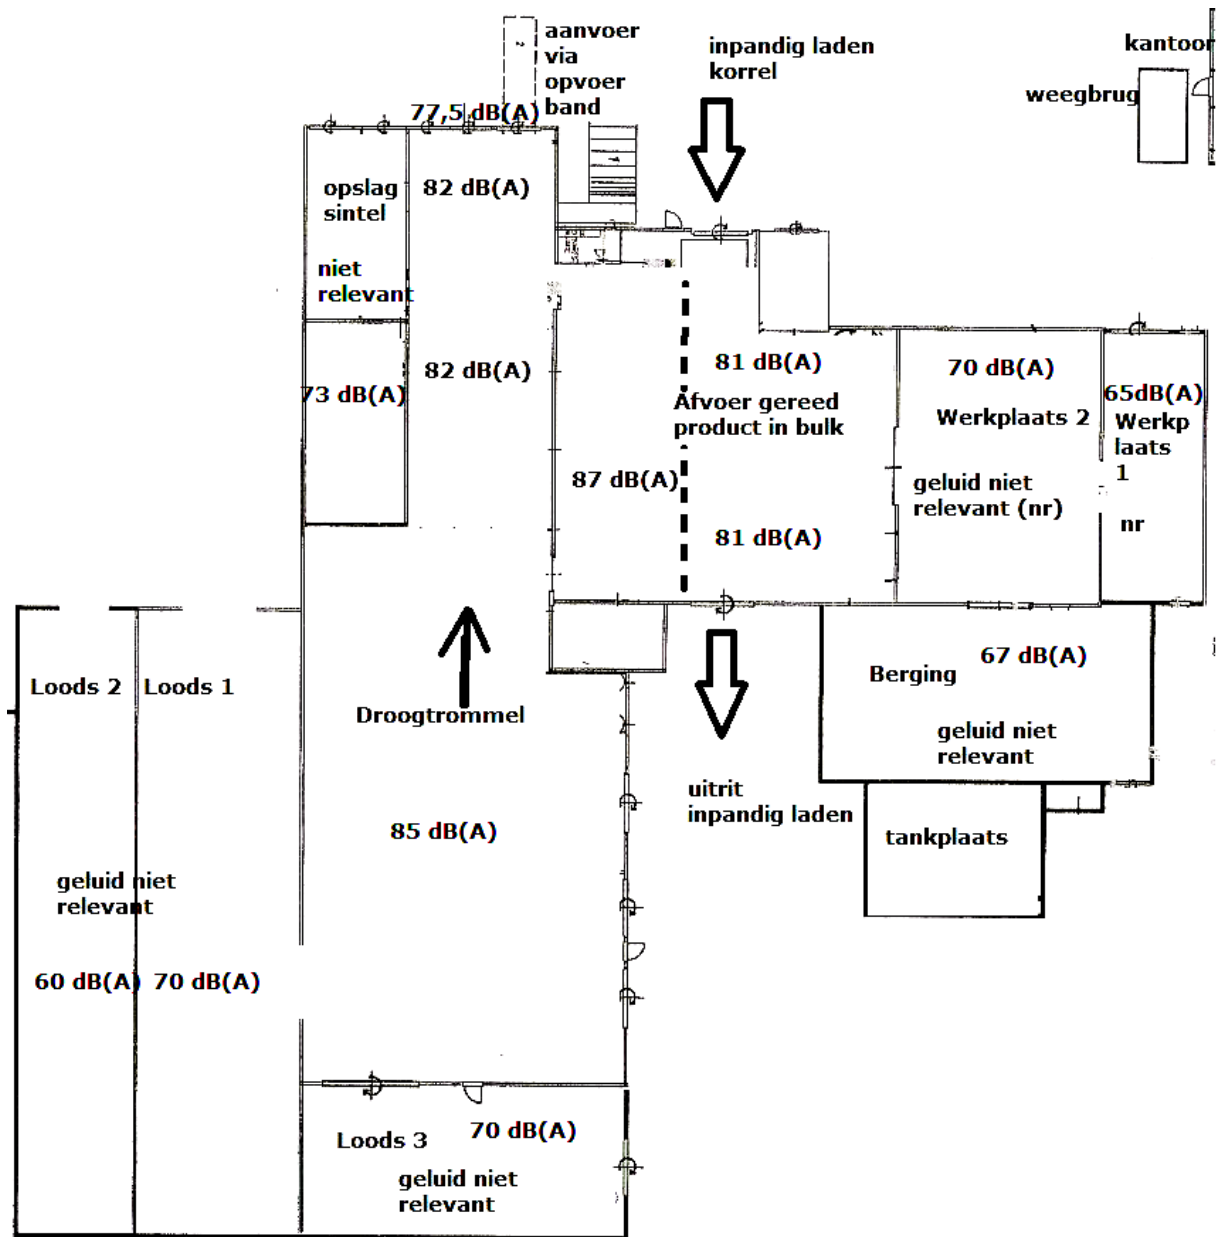 aanvoer
via
opvoer
band
inpandig laden
korrel
kantoor
weegbrug
77,5 dB(A)
opslag
sintel
82 dB(A)
niet
relevant
82 dB(A)
73 dB(A)
81 dB(A)
Afvoer gereed
product in bulk
87 dB(A)
81 dB(A)
70 dB(A)
Werkplaats 2
geluid niet
relevant (nr)
65dB(A)
Werkp
laats
1
nr
Loods 2
Loods 1
Droogtrommel
67 dB(A)
Berging
geluid niet
relevant
uitrit
inpandig laden
85 dB(A)
tankplaats
geluid niet
relevant
60 dB(A)
70 dB(A)
Loods 3
70 dB(A)
geluid niet
relevant